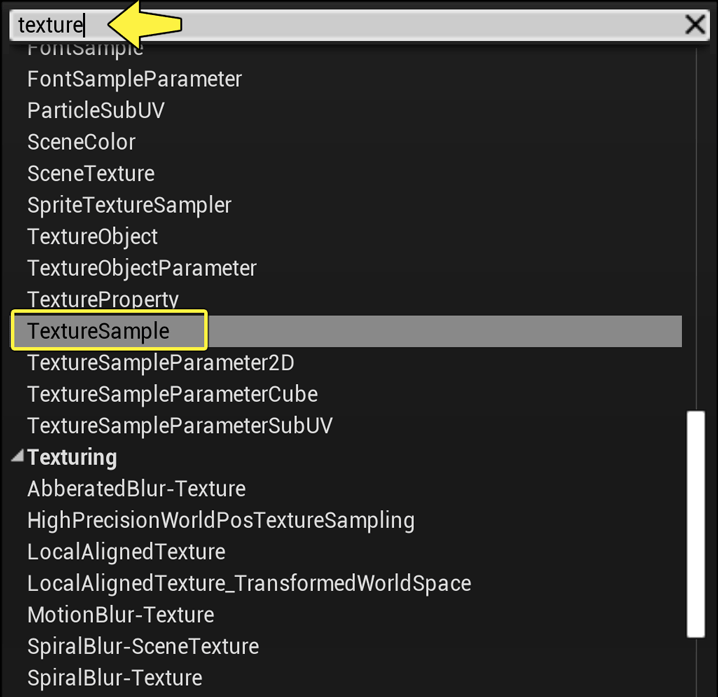 texture
FontSample
FontSampleParameter
ParticleSubUV
SceneColor
SceneTexture
SpriteTextureSampler
TextureObject
TextureObjectParameter
TextureProperty
TextureSample
TextureSampleParameter2D
TextureSampleParameterCube
TextureSampleParameterSubUV
Texturing
AbberatedBlur-Texture
HighPrecisionWorldPosTextureSampling
LocalAlignedTexture
LocalAlignedTexture_TransformedWorldSpace
MotionBlur-Texture
SpiralBlur-SceneTexture
SpiralBlur-Texture